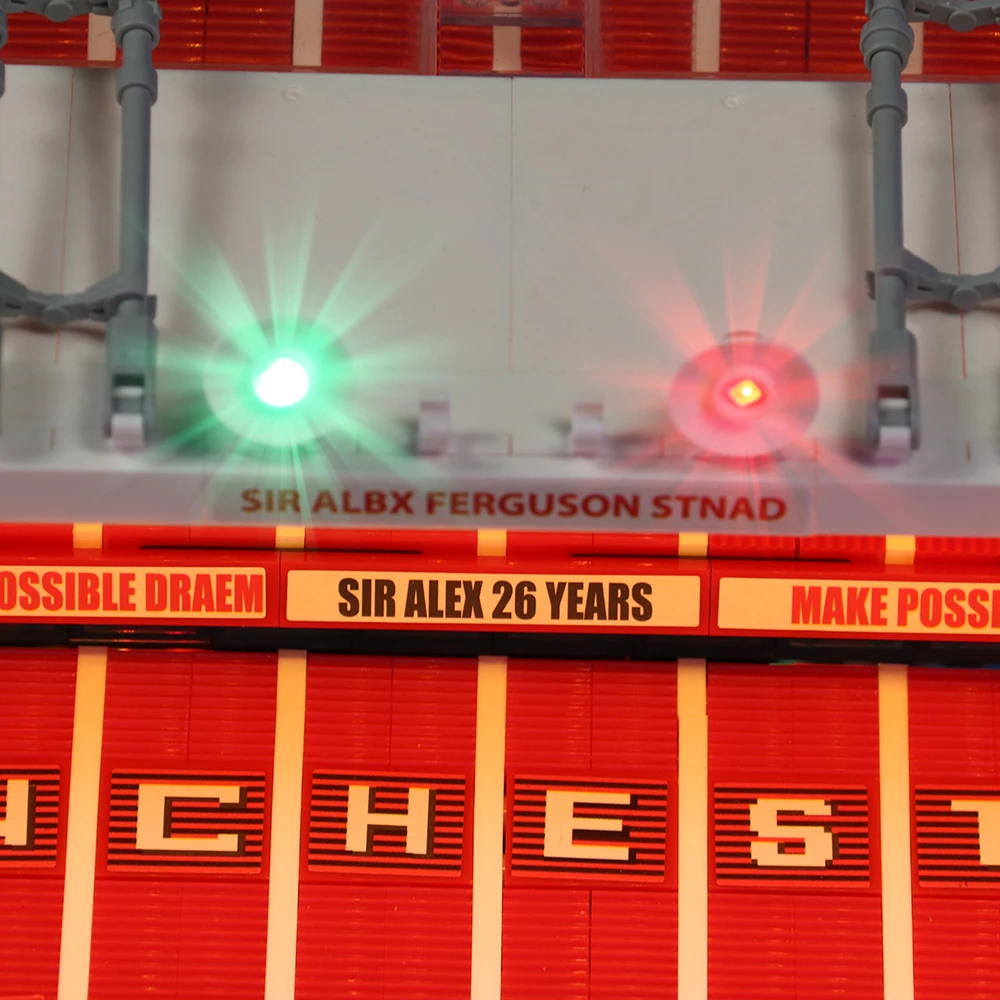 SIR ALBX FERGUSON STNAD
OSSIBLE DRAEM
SIR ALEX 26 YEARS
MAKE POSSI
CHEST